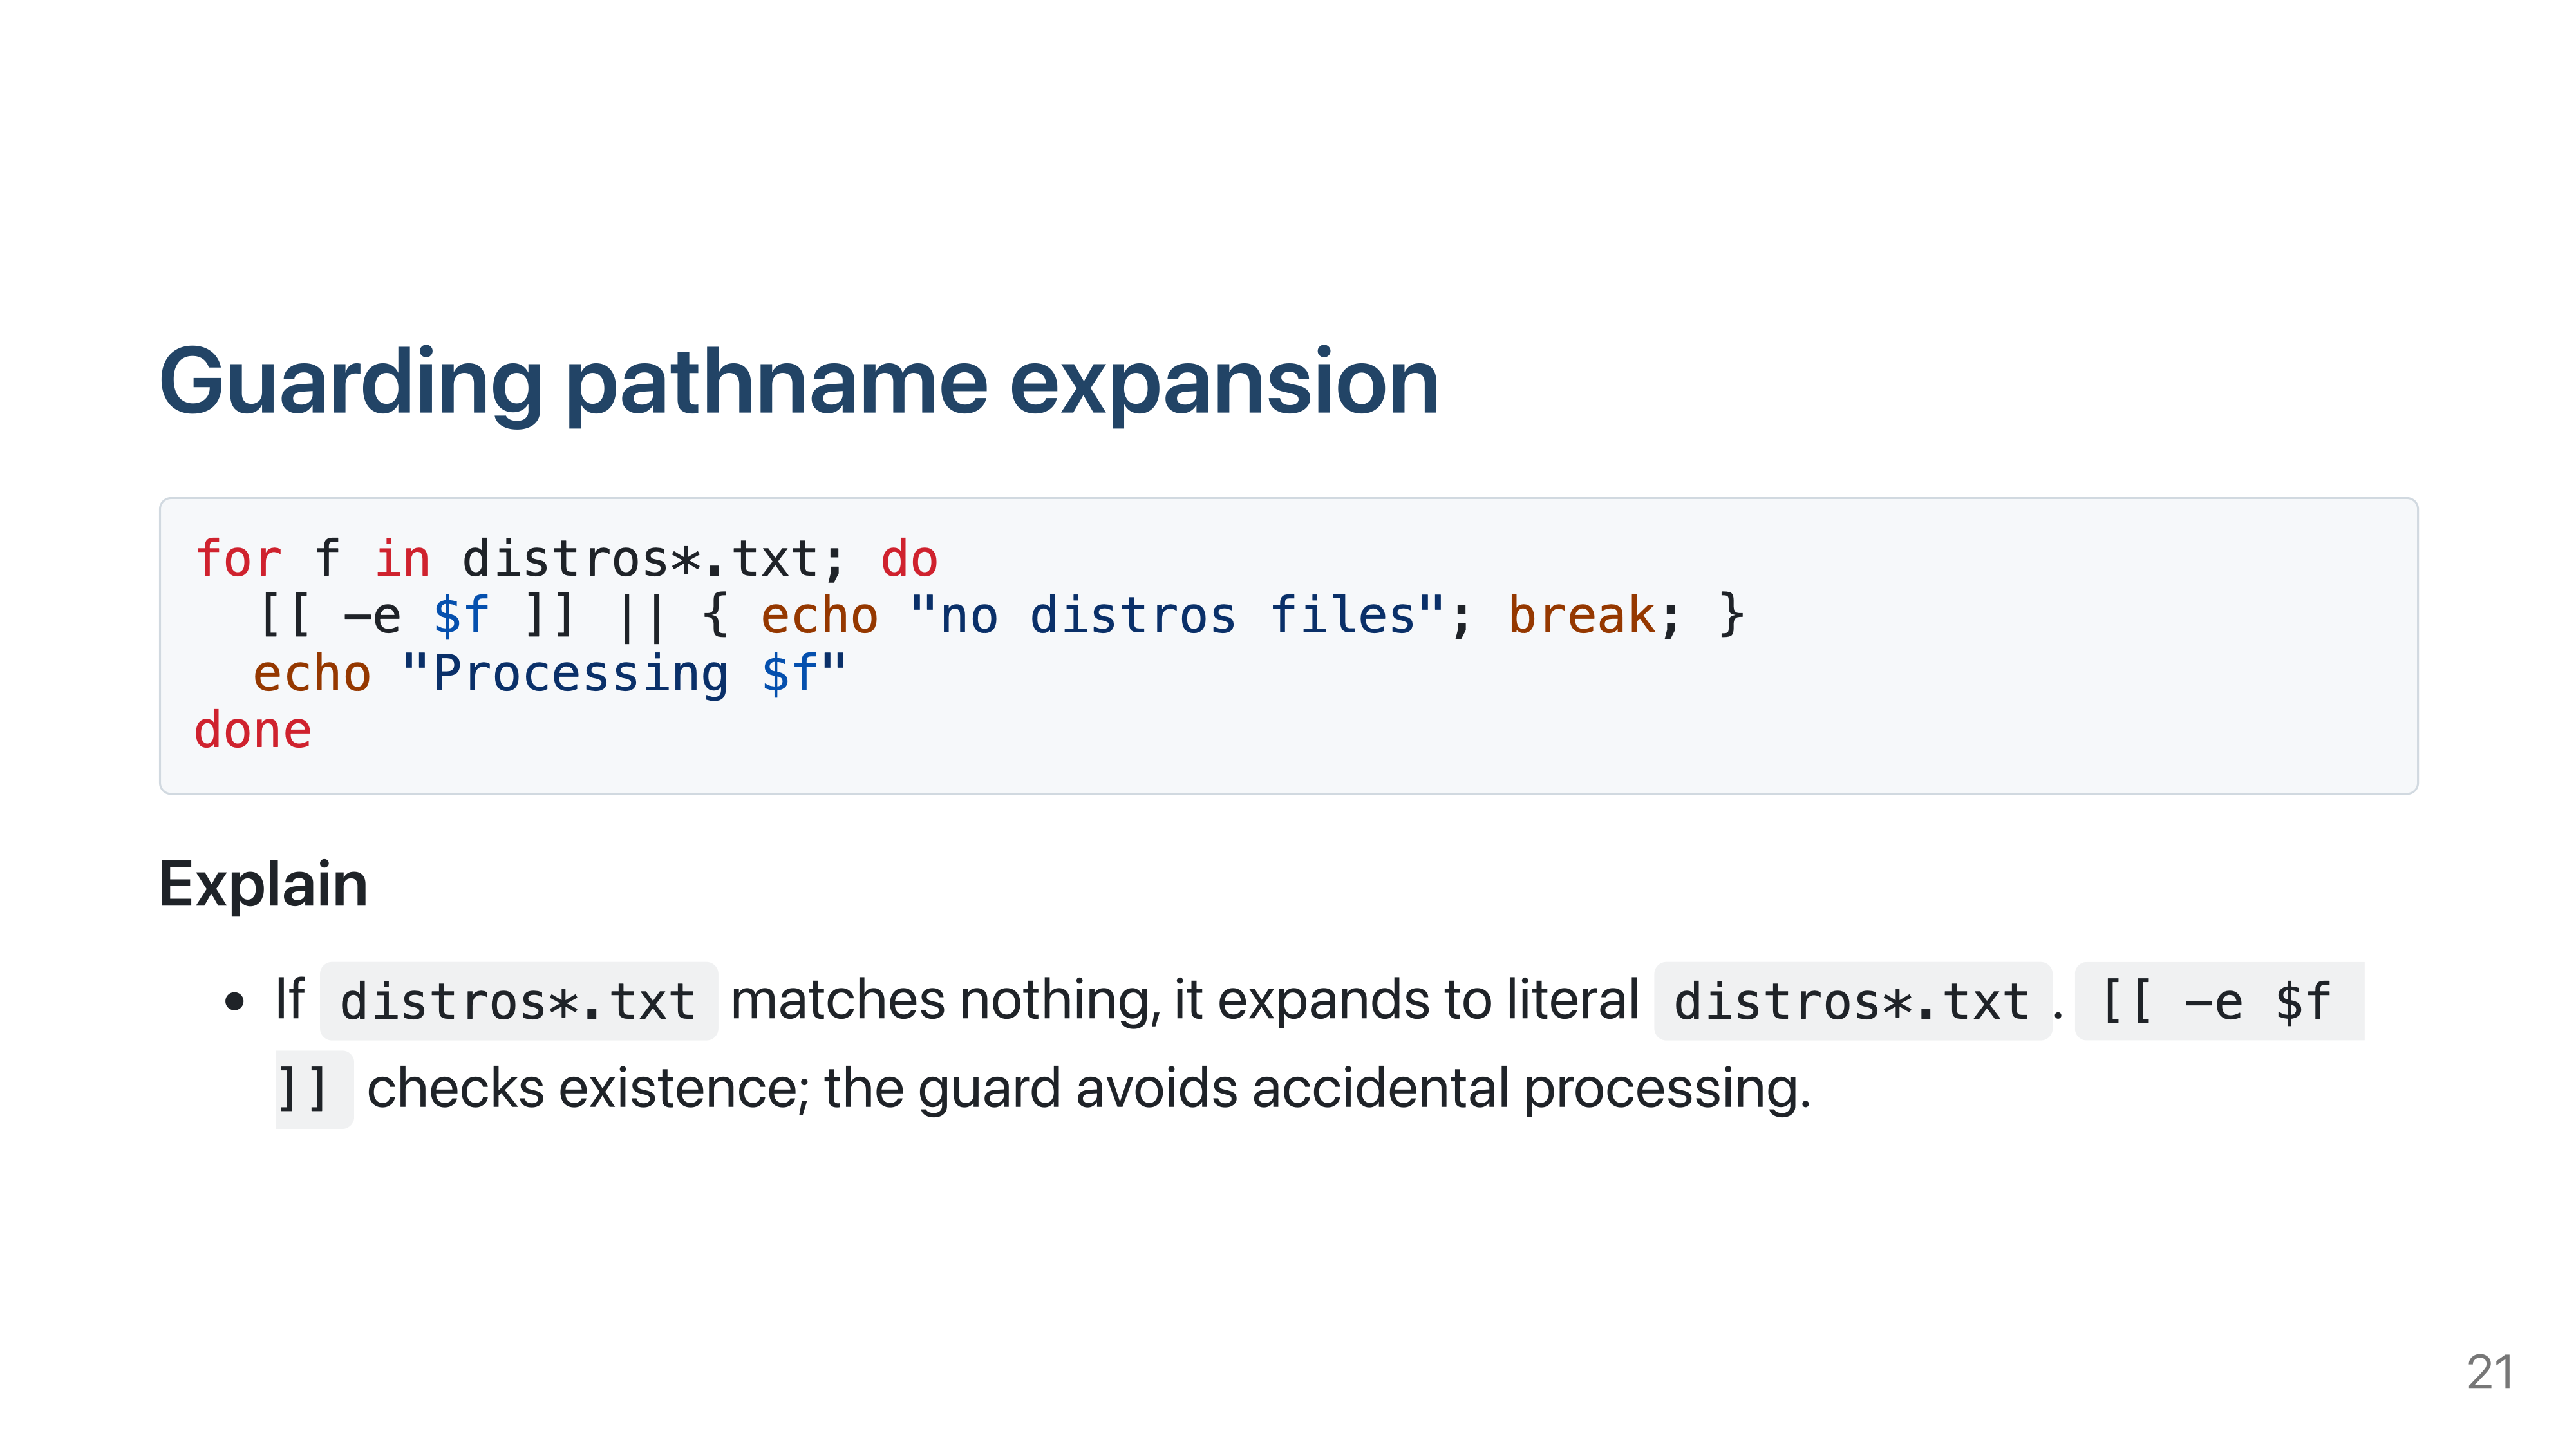 Guarding pathname expansion
for f in distros*.txt; do
  [[ -e $f ]] || { echo "no distros files"; break; }
  echo "Processing $f"
done
Explain
• If distros*.txt matches nothing, it expands to literal distros*.txt . [[ -e $f
]] checks existence; the guard avoids accidental processing.
21